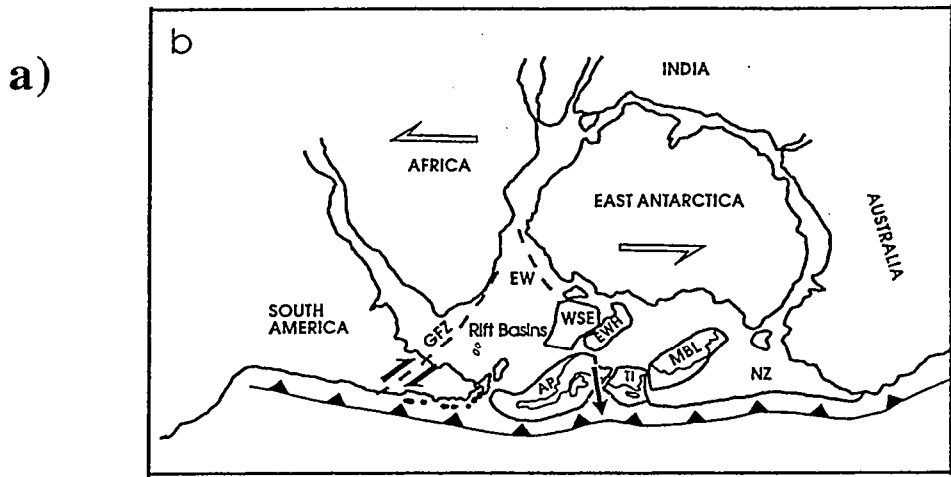 a)
b
INDIA
AFRICA
EAST ANTARCTICA
AUSTRALIA
EW
SOUTH
AMERICA
GFZ
Rift Basins
WSE
EWH
MBL
AP
TI
NZ